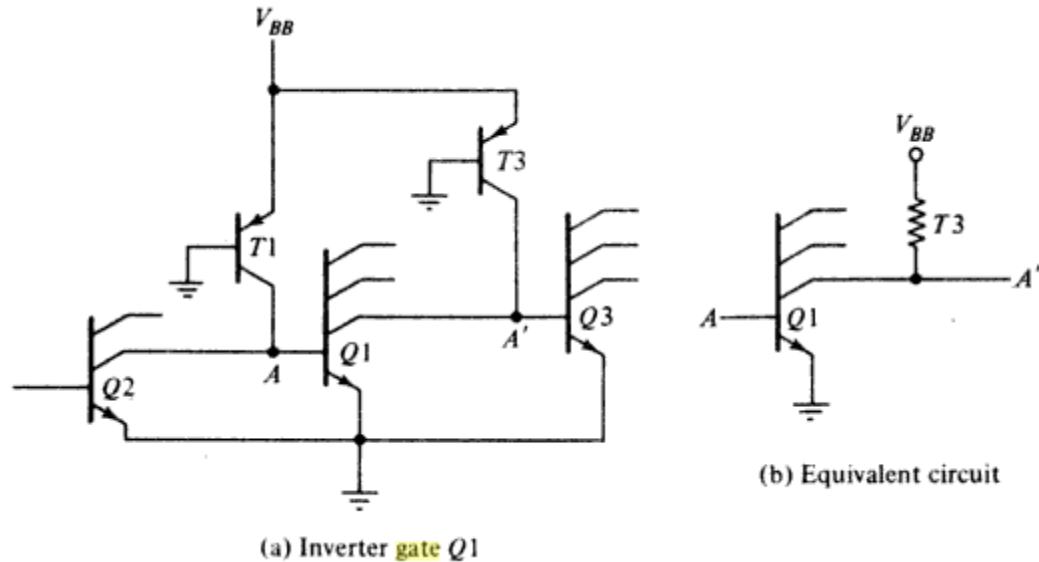 V_BB
T3
T1
Q1
A
A'
Q3
Q2
(a) Inverter gate Q1
V_BB
T3
A
Q1
A'
(b) Equivalent circuit